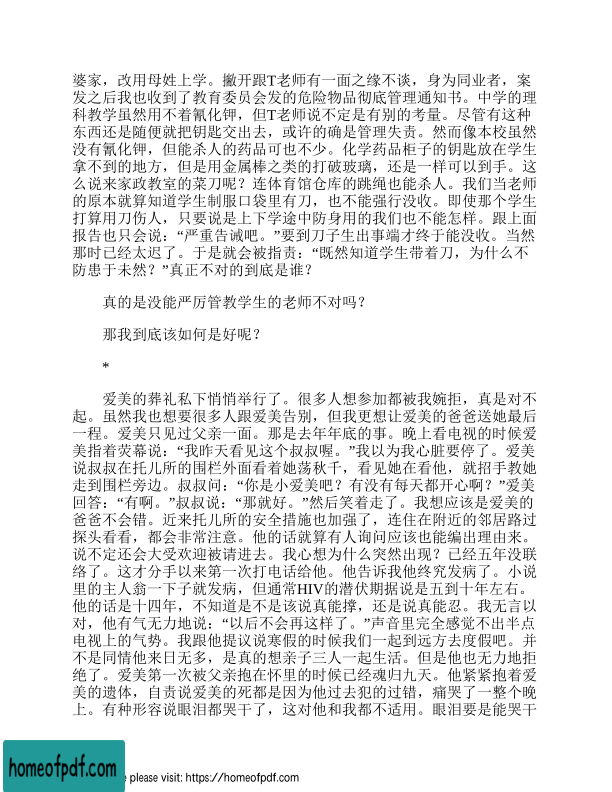 婆家，改用母姓上学。撇开跟T老师有一面之缘不谈，身为同业者，案
发之后我也收到了教育委员会发的危险物品彻底管理通知书。中学的理
科教学虽然用不着氰化钾，但T老师说不定是有别的考量。尽管有这种
东西还是随便就把钥匙交出去，或许的确是管理失责。然而像本校虽然
没有氰化钾，但能杀人的药品可也不少。化学药品柜子的钥匙放在学生
拿不到的地方，但是用金属棒之类的打破玻璃，还是一样可以到手。这
么说来家政教室的菜刀呢？连体育馆仓库的跳绳也能杀人。我们当老师
的原本就算知道学生制服口袋里有刀，也不能强行没收。即使那个学生
打算用刀伤人，只要说是上下学途中防身用的我们也不能怎样。跟上面
报告也只会说：“严重告诫吧。”要到刀子生出事端才终于能没收。当然
那时已经太迟了。于是就会被指责：“既然知道学生带着刀，为什么不
防患于未然？”真正不对的到底是谁？
真的是没能严厉管教学生的老师不对吗？
那我到底该如何是好呢？
*
爱美的葬礼私下悄悄举行了。很多人想参加都被我婉拒，真是对不
起。虽然我也想要很多人跟爱美告别，但我更想让爱美的爸爸送她最后
一程。爱美只见过父亲一面。那是去年年底的事。晚上看电视的时候爱
美指着荧幕说：“我昨天看见这个叔叔喔。”我以为我心脏要停了。爱美
说叔叔在托儿所的围栏外面看着她荡秋千，看见她在看他，就招手教她
走到围栏旁边。叔叔问：“你是小爱美吧？有没有每天都开心啊？”爱美
回答：“有啊。”叔叔说：“那就好。”然后笑着走了。我想应该是爱美的
爸爸不会错。近来托儿所的安全措施也加强了，连住在附近的邻居路过
探头看看，都会非常注意。他的话就算有人询问应该也能编出理由来。
说不定还会大受欢迎被请进去。我心想为什么突然出现？已经五年没联
络了。这才分手以来第一次打电话给他。他告诉我他终究发病了。小说
里的主人翁一下子就发病，但通常HIV的潜伏期据说是五到十年左右。
他的话是十四年，不知道是不是该说真能撑，还是说真能忍。我无言以
对，他有气无力地说：“以后不会再这样了。”声音里完全感觉不出半点
电视上的气势。我跟他提议说寒假的时候我们一起到远方去度假吧。并
不是同情他来日无多，是真的想亲子三人一起生活。但是他也无力地拒
绝了。爱美第一次被父亲抱在怀里的时候已经魂归九天。他紧紧抱着爱
美的遗体，自责说爱美的死都是因为他过去犯的过错，痛哭了一整个晚
上。有种形容说眼泪都哭干了，这对他和我都不适用。眼泪要是能哭干
homeofpdf.com
e please visit: https://homeofpdf.com